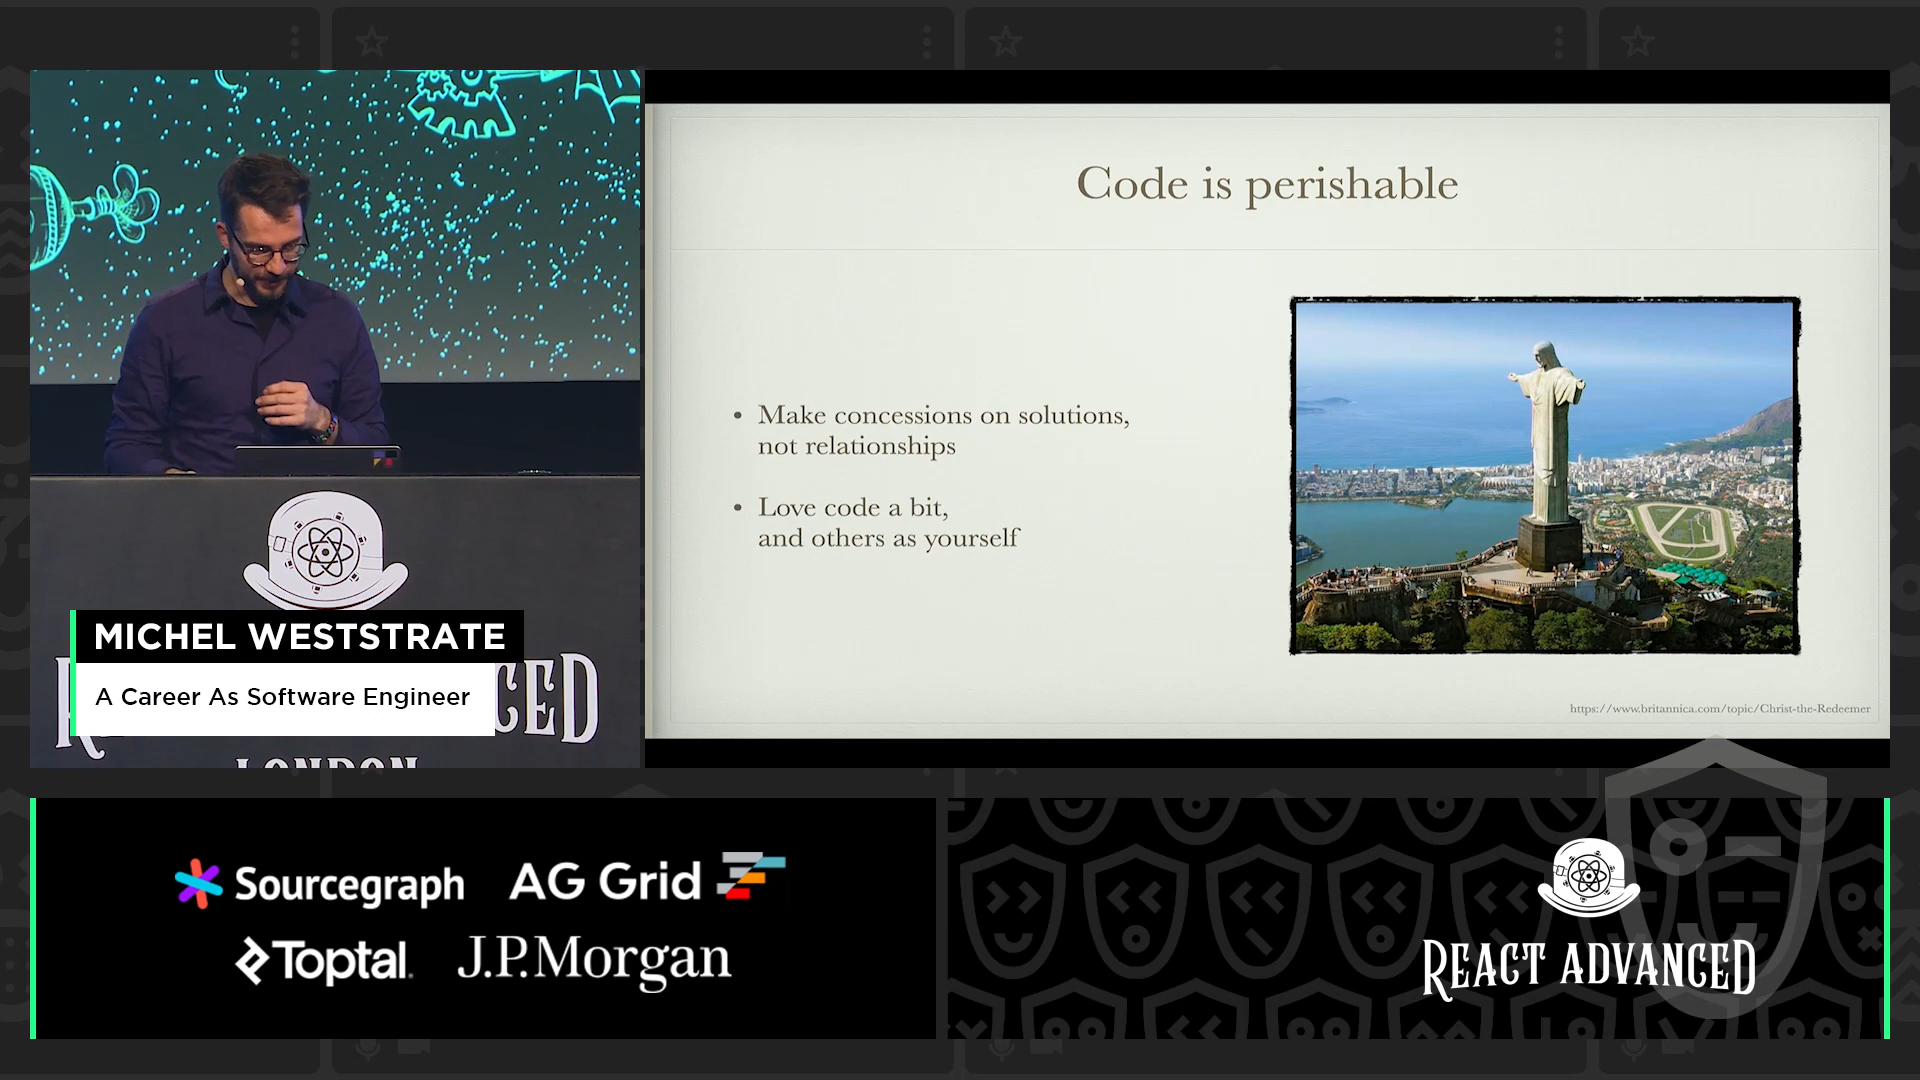 Code is perishable
• Make concessions on solutions,
not relationships
• Love code a bit,
and others as yourself
https://www.britannica.com/topic/Christ-the-Redeemer
MICHEL WESTSTRATE
A Career As Software Engineer
CED
LONDON
Sourcegraph
AG Grid
Toptal
J.P.Morgan
REACT ADVANCED